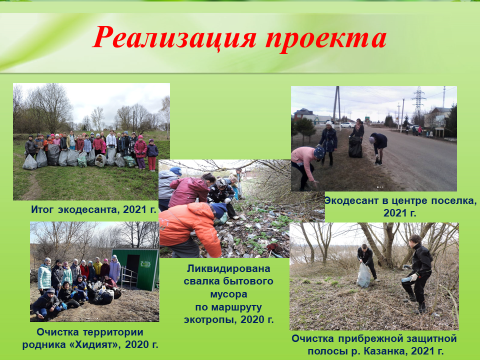 Реализация проекта
Итог экодесанта, 2021 г.
Экодесант в центре поселка,
2021 г.
Ликвидирована
свалка бытового
мусора
по маршруту
экотропы, 2020 г.
Очистка территории
родника «Хидият», 2020 г.
Очистка прибрежной защитной
полосы р. Казанка, 2021 г.